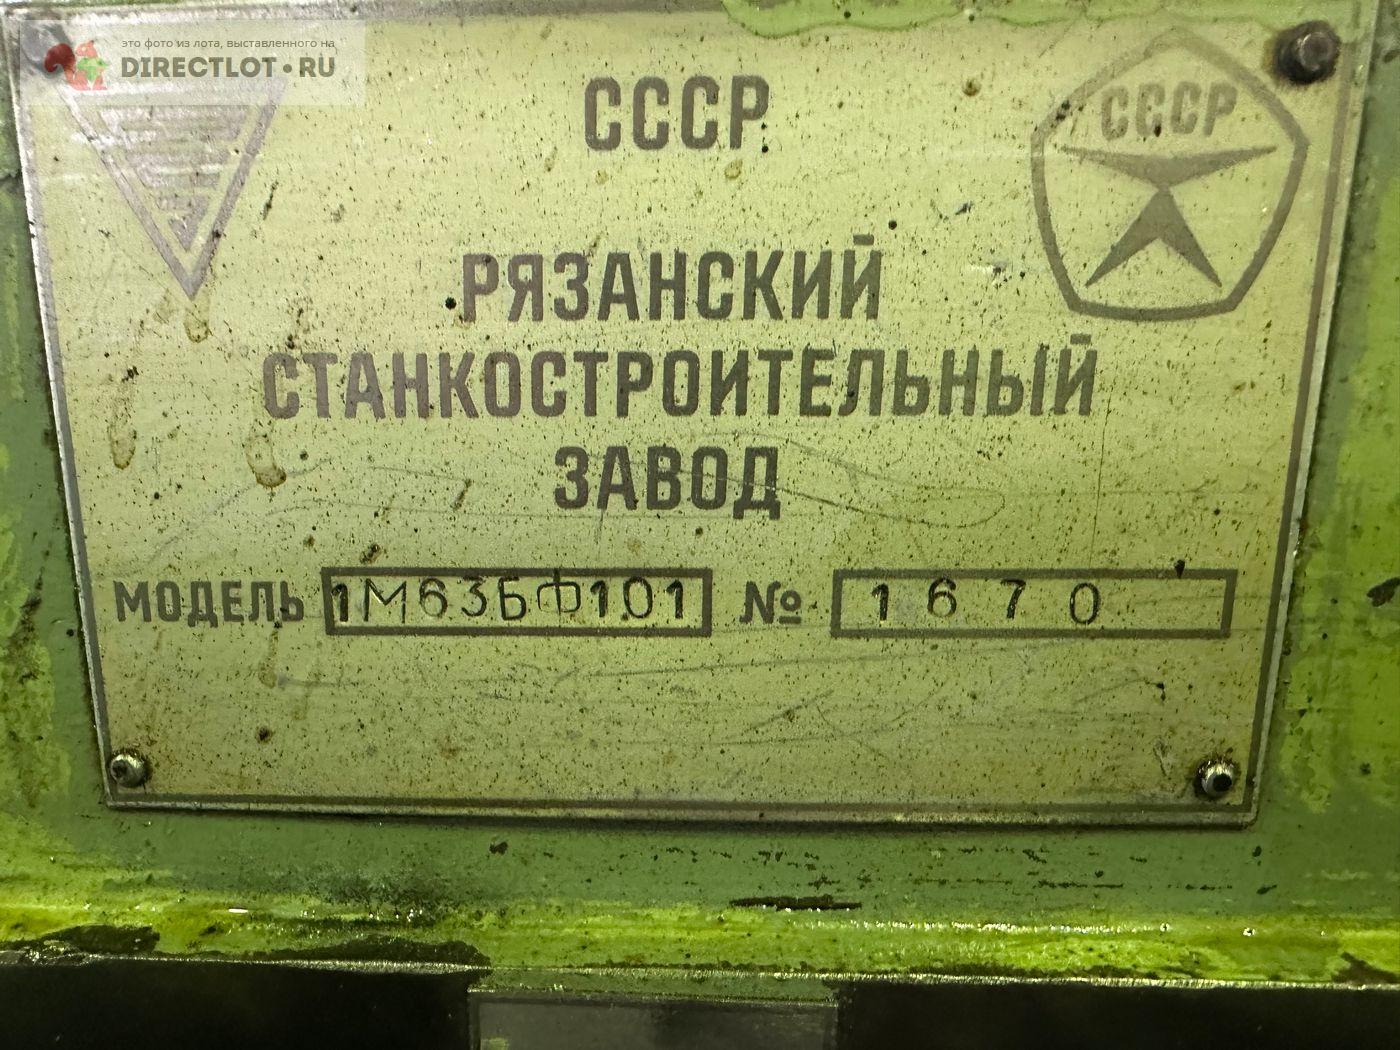 это фото из лота, выставленного на
DIRECTLOT.RU
СССР
СССР
РЯЗАНСКИЙ
СТАНКОСТРОИТЕЛЬНЫЙ
ЗАВОД
МОДЕЛЬ 1М63БФ101 № 1670